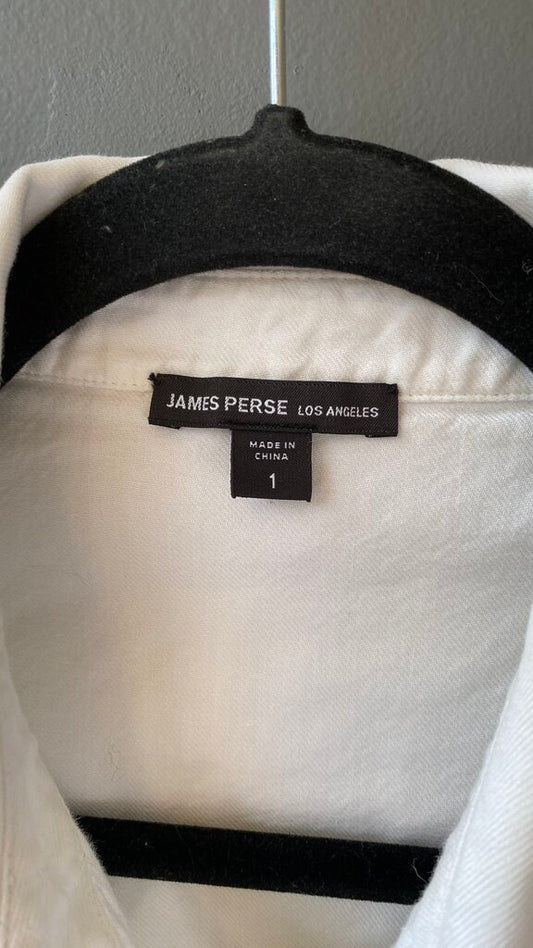 JAMES PERSE LOS ANGELES
MADE IN
CHINA
1